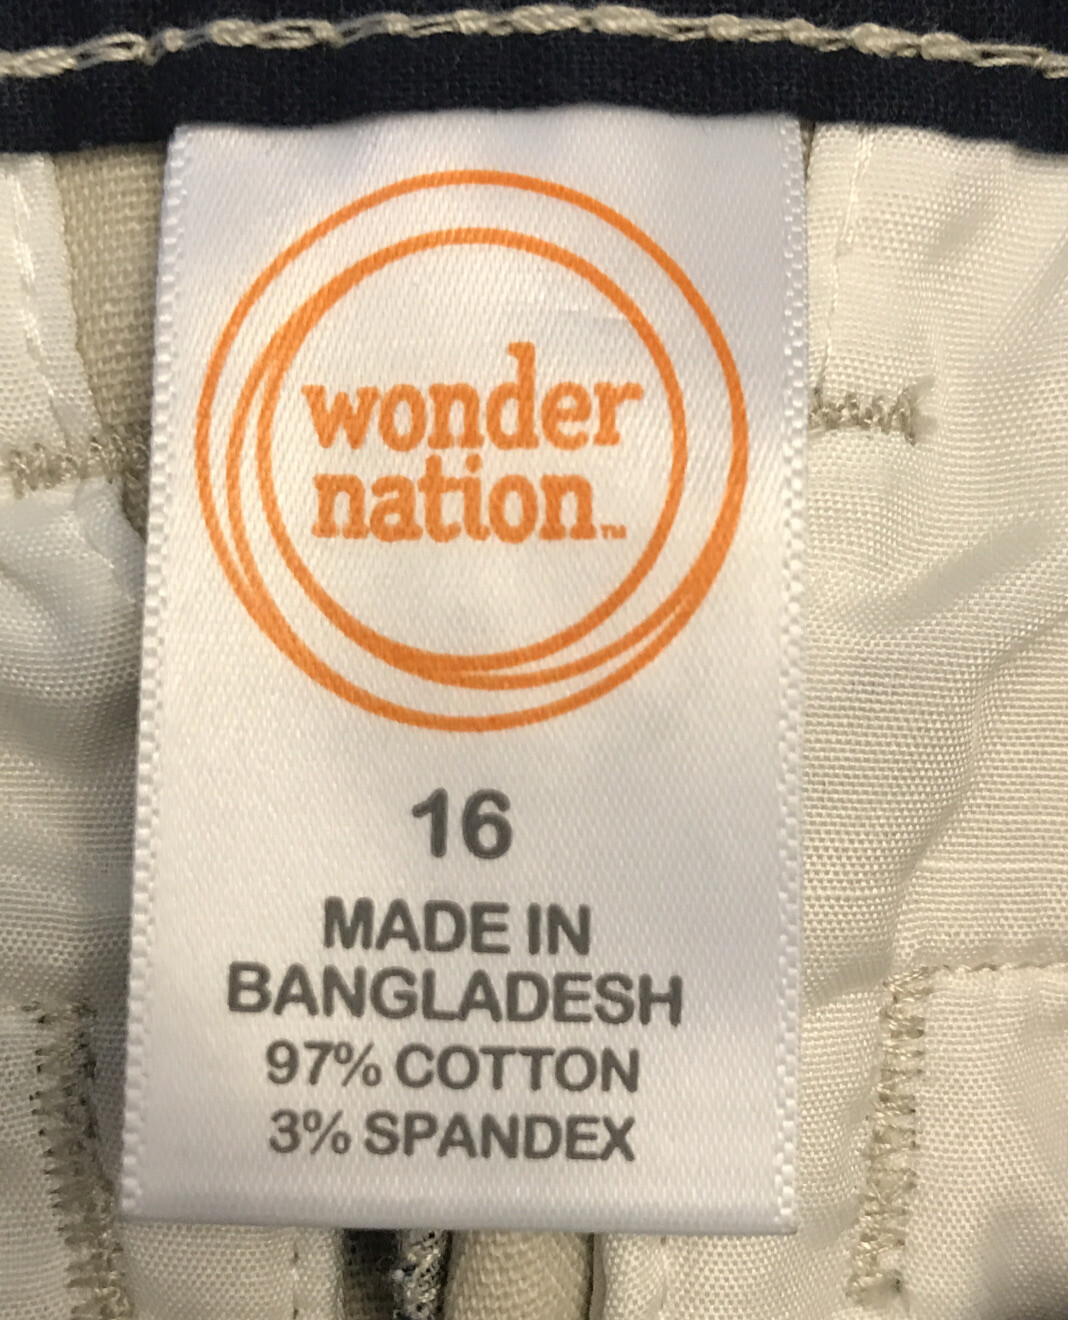 wonder
nation™
16
MADE IN
BANGLADESH
97% COTTON
3% SPANDEX